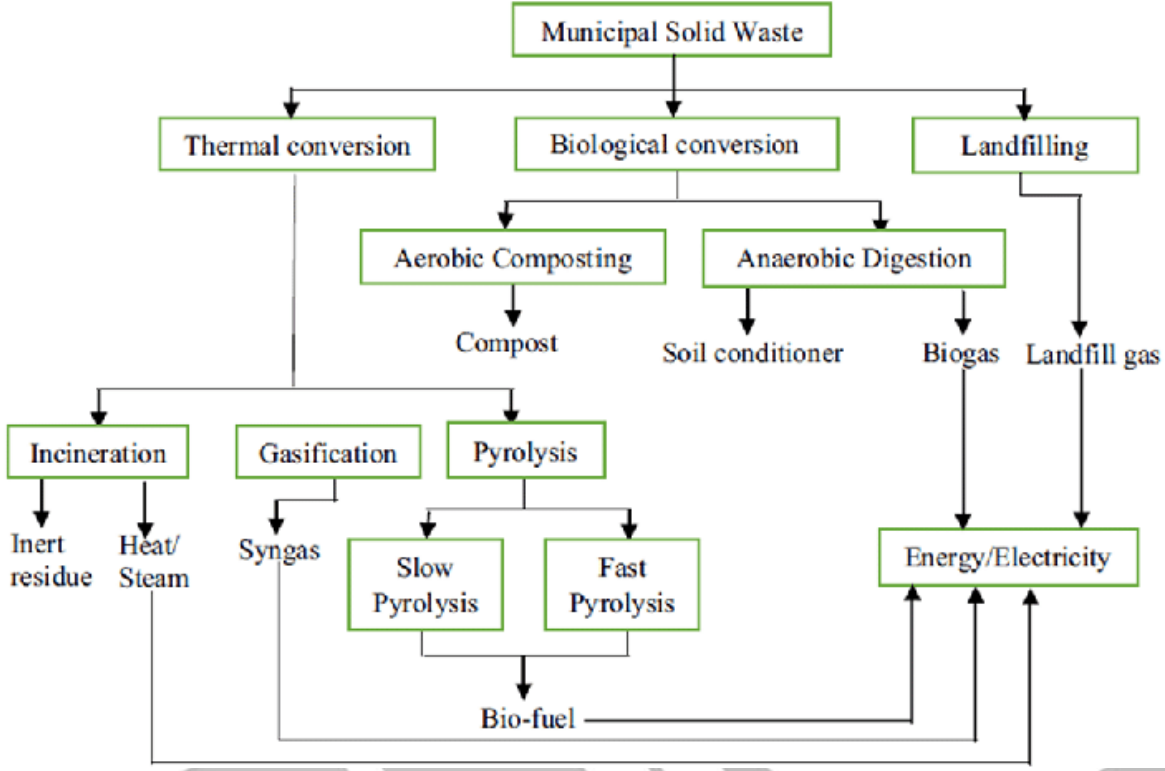 Municipal Solid Waste
Thermal conversion
Biological conversion
Landfilling
Aerobic Composting
Anaerobic Digestion
Compost
Soil conditioner
Biogas
Landfill gas
Incineration
Gasification
Pyrolysis
Inert
residue
Heat/
Steam
Syngas
Slow
Pyrolysis
Fast
Pyrolysis
Energy/Electricity
Bio-fuel